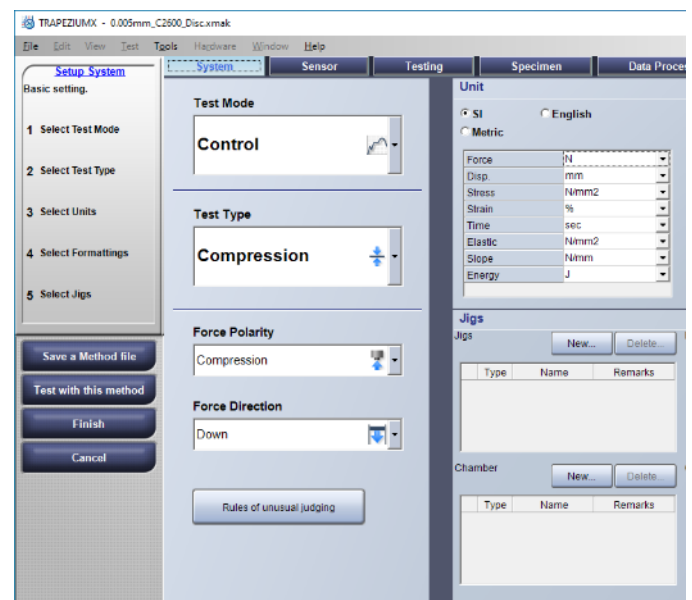 TRAPEZIUMX - 0.005mm_C2600_Disc.xmak
File Edit View Test Tools Hardware Window Help
Setup System
Basic setting.
1 Select Test Mode
2 Select Test Type
3 Select Units
4 Select Formattings
5 Select Jigs
Save a Method file
Test with this method
Finish
Cancel
System Sensor Testing Specimen Data Proce
Test Mode
Control
Test Type
Compression
Force Polarity
Compression
Force Direction
Down
Rules of unusual judging
Unit
SI English
Metric
Force N
Disp. mm
Stress N/mm2
Strain %
Time sec
Elastic N/mm2
Slope N/mm
Energy J
Jigs
Jigs New... Delete...
Type Name Remarks
Chamber New... Delete...
Type Name Remarks